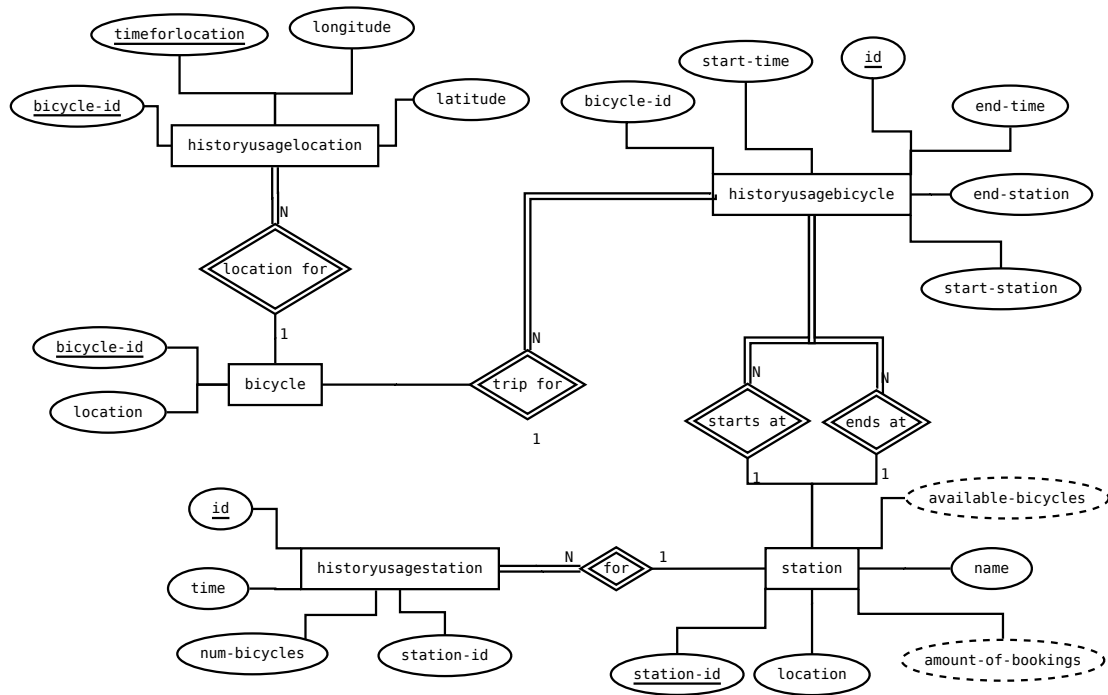 timeforlocation
longitude
bicycle-id
latitude
historyusagelocation
N
location for
1
bicycle-id
location
bicycle
start-time
id
bicycle-id
end-time
historyusagebicycle
end-station
start-station
N
trip for
1
N
N
starts at
ends at
1
1
id
available-bicycles
historyusagestation
N
for
1
station
name
time
num-bicycles
station-id
station-id
location
amount-of-bookings